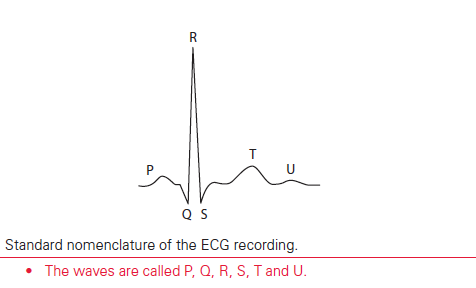 R
T
P
U
Q S
Standard nomenclature of the ECG recording.
• The waves are called P, Q, R, S, T and U.